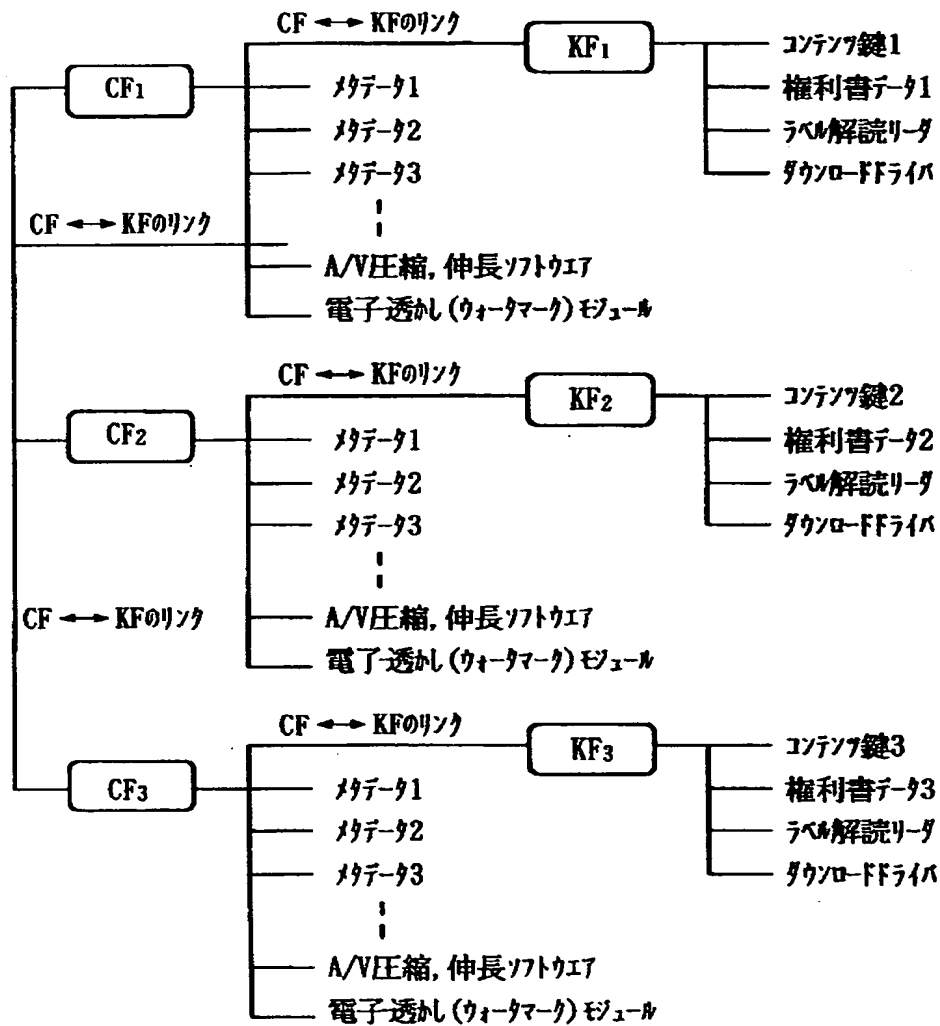 CF ←→ KFのリンク
KF1
コンテンツ鍵1
CF1
メタデータ1
権利書データ1
メタデータ2
ラベル解読リーダ
メタデータ3
ダウンロードドライバ
CF ←→ KFのリンク
A/V圧縮,伸長ソフトウエア
電子透かし(ウォータマーク)モジュール
CF ←→ KFのリンク
KF2
コンテンツ鍵2
CF2
メタデータ1
権利書データ2
メタデータ2
ラベル解読リーダ
メタデータ3
ダウンロードドライバ
CF ←→ KFのリンク
A/V圧縮,伸長ソフトウエア
電了透かし(ウォータマーク)モジュール
CF ←→ KFのリンク
KF3
コンテンツ鍵3
CF3
メタデータ1
権利書データ3
メタデータ2
ラベル解読リーダ
メタデータ3
ダウンロードドライバ
A/V圧縮,伸長ソフトウエア
電子透かし(ウォータマーク)モジュール